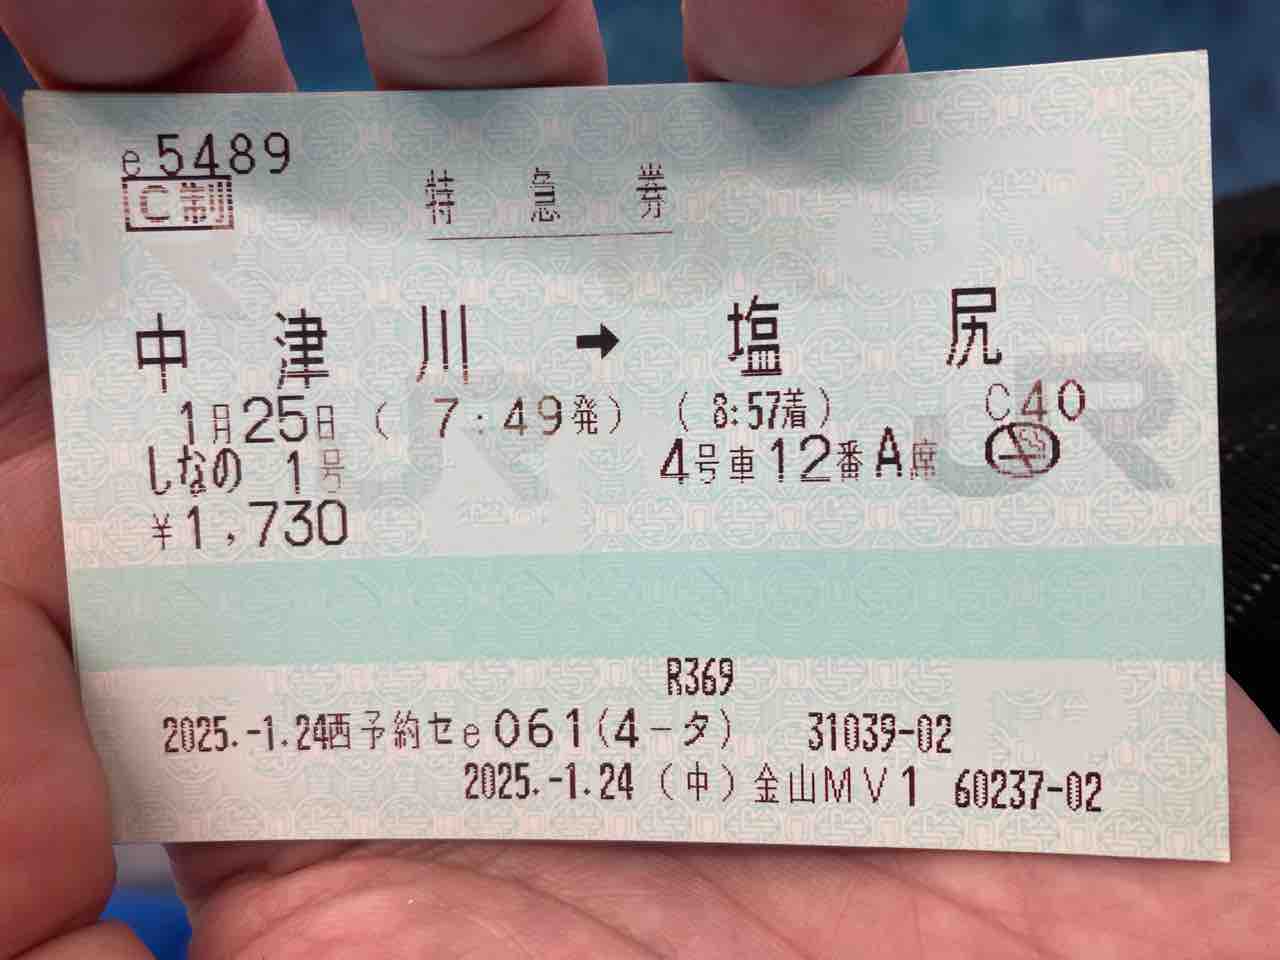 e5489
C制
特急券
中津川 ➡ 塩尻
1月25日 ( 7:49発) (8:57着) C40
しなの 1号 4号車12番A席
¥1,730
R369
2025.-1.24西予約セe061(4-タ) 31039-02
2025.-1.24 (中)金山MV1 60237-02